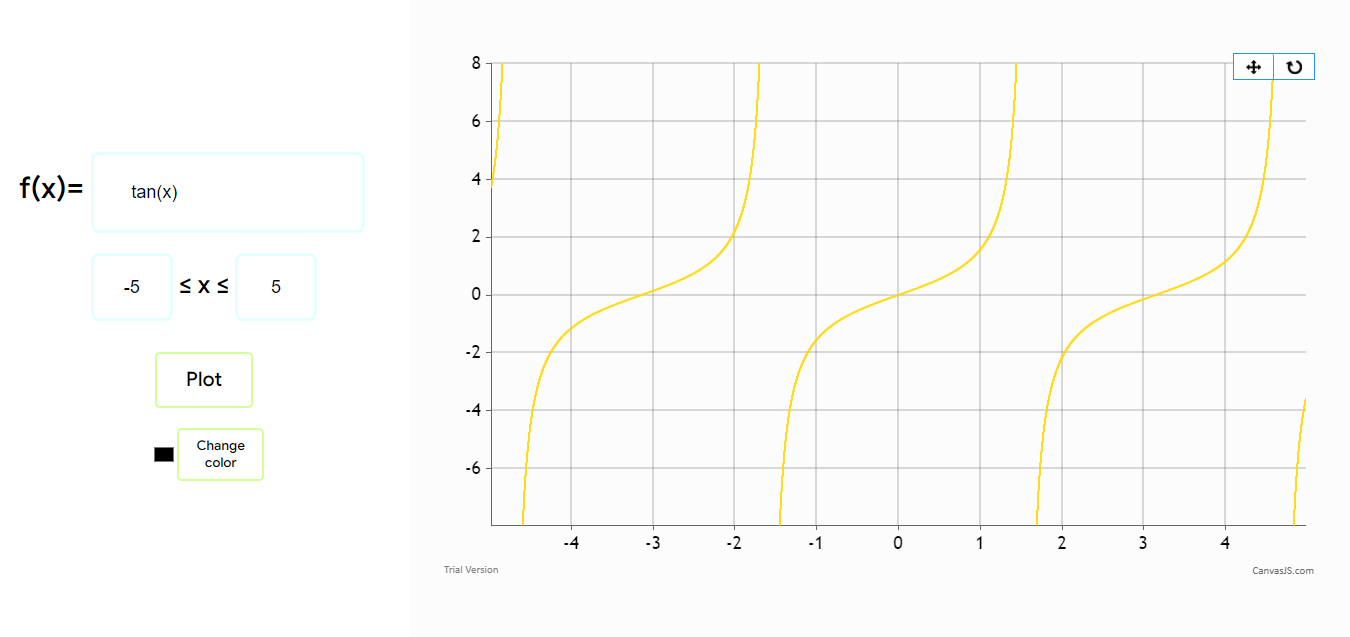 f(x)= tan(x)
-5 ≤ x ≤ 5
Plot
Change
color
8
6
4
2
0
-2
-4
-6
-4 -3 -2 -1 0 1 2 3 4
Trial Version CanvasJS.com